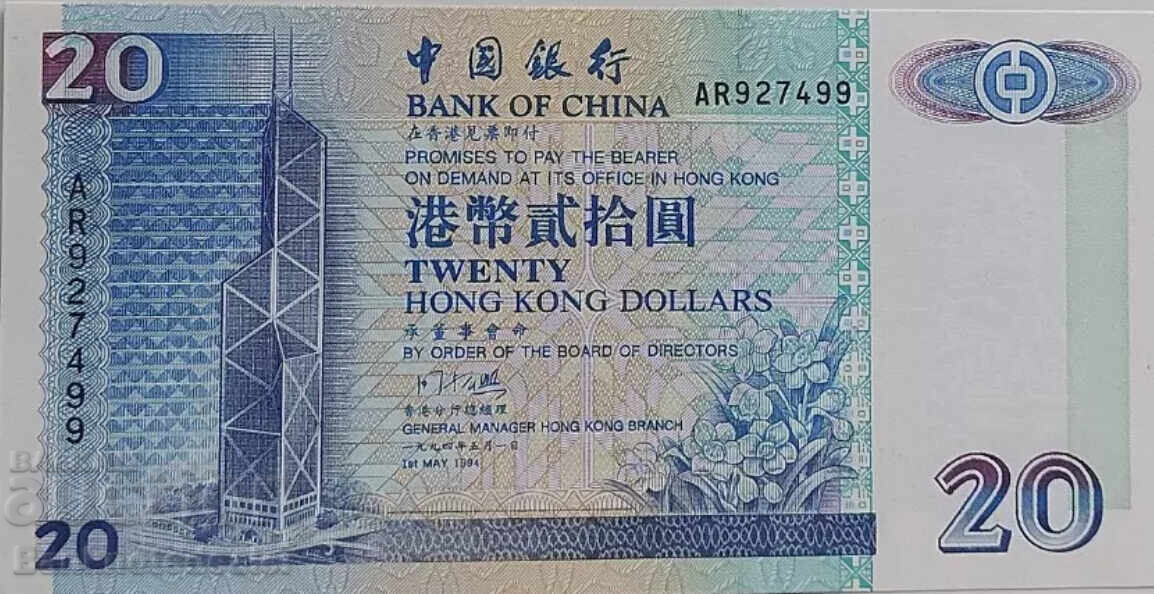 20
中國銀行
BANK OF CHINA
AR927499
在香港見票即付
PROMISES TO PAY THE BEARER
ON DEMAND AT ITS OFFICE IN HONG KONG
港幣貳拾圓
TWENTY
HONG KONG DOLLARS
承董事會命
BY ORDER OF THE BOARD OF DIRECTORS
香港分行總經理
GENERAL MANAGER HONG KONG BRANCH
一九九四年五月一日
1st MAY 1994
AR927499
20
20